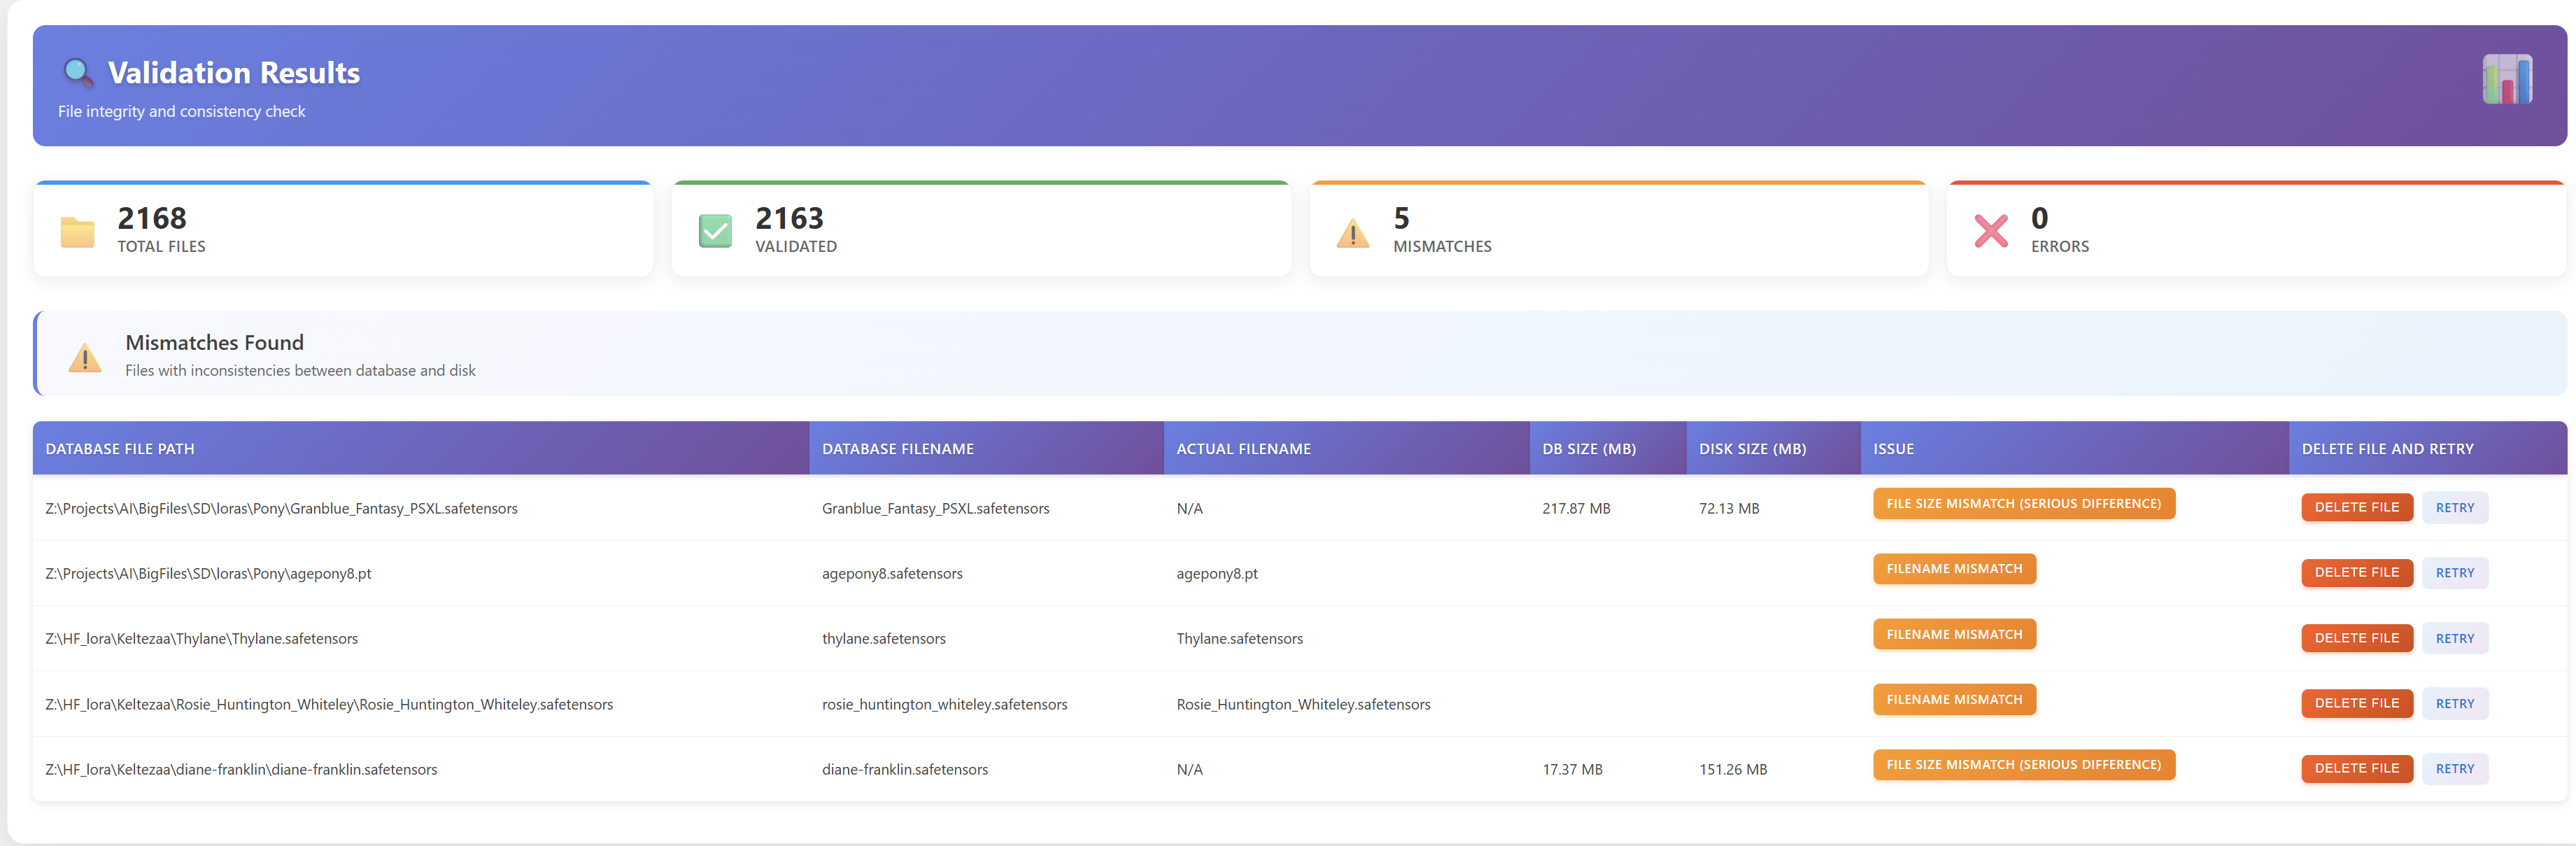 Validation Results
File integrity and consistency check
2168
TOTAL FILES
2163
VALIDATED
5
MISMATCHES
0
ERRORS
Mismatches Found
Files with inconsistencies between database and disk
DATABASE FILE PATH DATABASE FILENAME ACTUAL FILENAME DB SIZE (MB) DISK SIZE (MB) ISSUE DELETE FILE AND RETRY
Z:\Projects\AI\BigFiles\SD\loras\Pony\Granblue_Fantasy_PSXL.safetensors Granblue_Fantasy_PSXL.safetensors N/A 217.87 MB 72.13 MB FILE SIZE MISMATCH (SERIOUS DIFFERENCE) DELETE FILE RETRY
Z:\Projects\AI\BigFiles\SD\loras\Pony\agepony8.pt agepony8.safetensors agepony8.pt FILENAME MISMATCH DELETE FILE RETRY
Z:\HF_lora\Keltezaa\Thylane\Thylane.safetensors thylane.safetensors Thylane.safetensors FILENAME MISMATCH DELETE FILE RETRY
Z:\HF_lora\Keltezaa\Rosie_Huntington_Whiteley\Rosie_Huntington_Whiteley.safetensors rosie_huntington_whiteley.safetensors Rosie_Huntington_Whiteley.safetensors FILENAME MISMATCH DELETE FILE RETRY
Z:\HF_lora\Keltezaa\diane-franklin\diane-franklin.safetensors diane-franklin.safetensors N/A 17.37 MB 151.26 MB FILE SIZE MISMATCH (SERIOUS DIFFERENCE) DELETE FILE RETRY